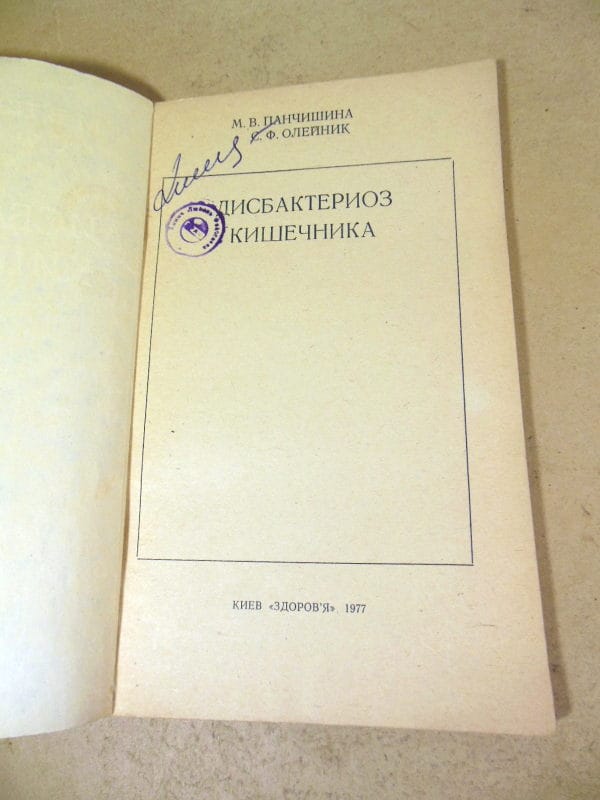 М. В. ПАНЧИШИНА
С. Ф. ОЛЕЙНИК
ДИСБАКТЕРИОЗ
КИШЕЧНИКА
КИЕВ «ЗДОРОВ'Я» 1977